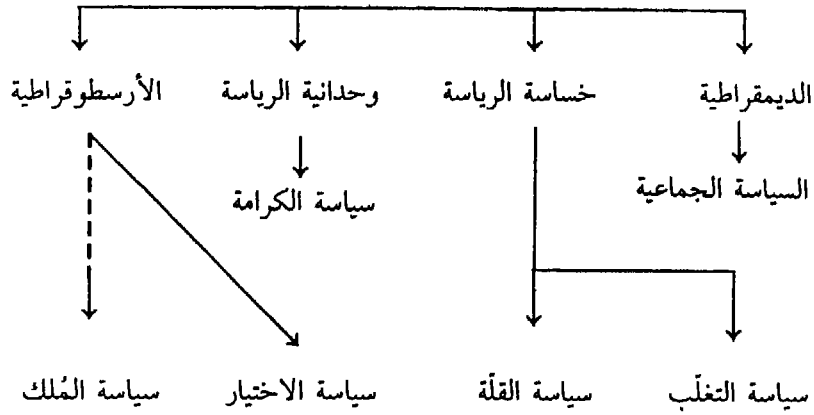 الديمقراطية خساسة الرياسة وحدانية الرياسة الأرسطوقراطية
السياسة الجماعية سياسة الكرامة
سياسة التغلّب سياسة القلّة سياسة الاختيار سياسة المُلك